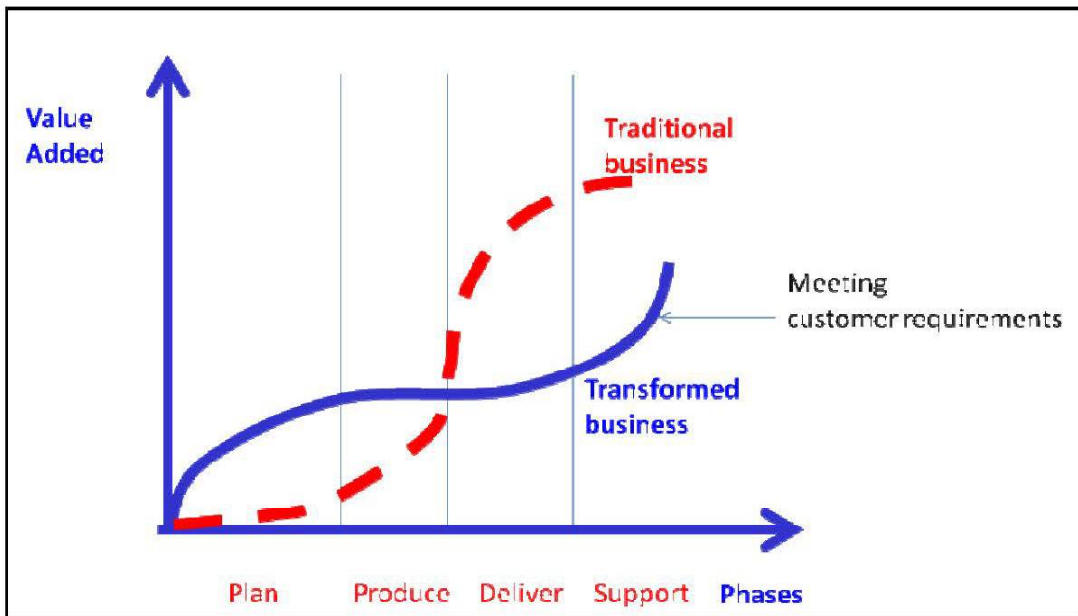 Value
Added
Traditional
business
Meeting
customer requirements
Transformed
business
Plan Produce Deliver Support Phases